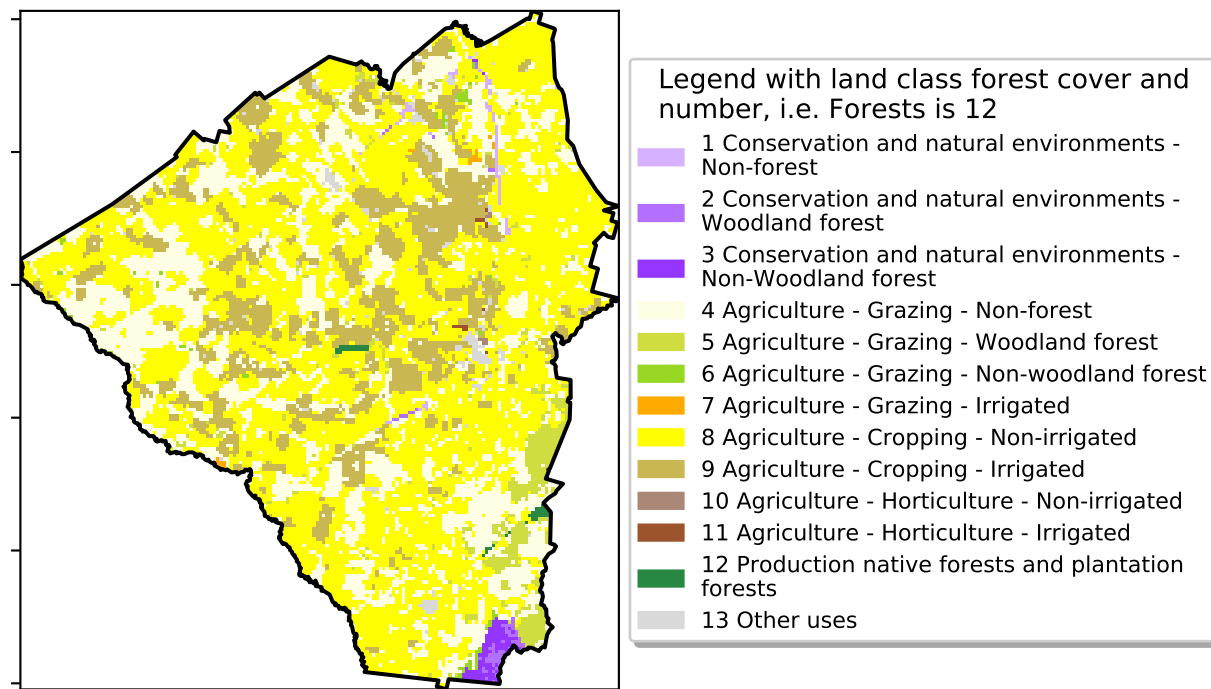 Legend with land class forest cover and
number, i.e. Forests is 12
1 Conservation and natural environments -
Non-forest
2 Conservation and natural environments -
Woodland forest
3 Conservation and natural environments -
Non-Woodland forest
4 Agriculture - Grazing - Non-forest
5 Agriculture - Grazing - Woodland forest
6 Agriculture - Grazing - Non-woodland forest
7 Agriculture - Grazing - Irrigated
8 Agriculture - Cropping - Non-irrigated
9 Agriculture - Cropping - Irrigated
10 Agriculture - Horticulture - Non-irrigated
11 Agriculture - Horticulture - Irrigated
12 Production native forests and plantation
forests
13 Other uses